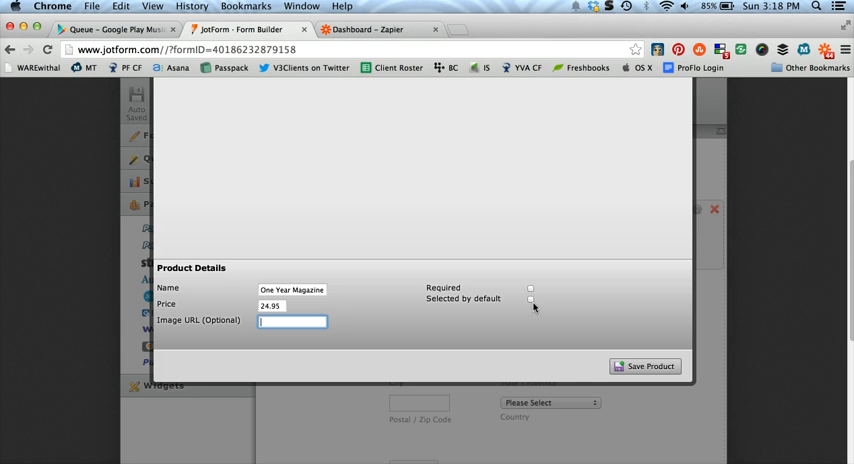 Chrome File Edit View History Bookmarks Window Help 85% Sun 3:18 PM
Queue - Google Play Music JotForm · Form Builder Dashboard - Zapier
www.jotform.com//?formID=40186232879158
WAREwithal MT PF CF Asana Passpack V3Clients on Twitter Client Roster BC IS YVA CF Freshbooks OS X ProFlo Login Other Bookmarks
Auto
Saved
Product Details
Name One Year Magazine Required
Price 24.95 Selected by default
Image URL (Optional)
Save Product
Widgets
Please Select
Postal / Zip Code Country